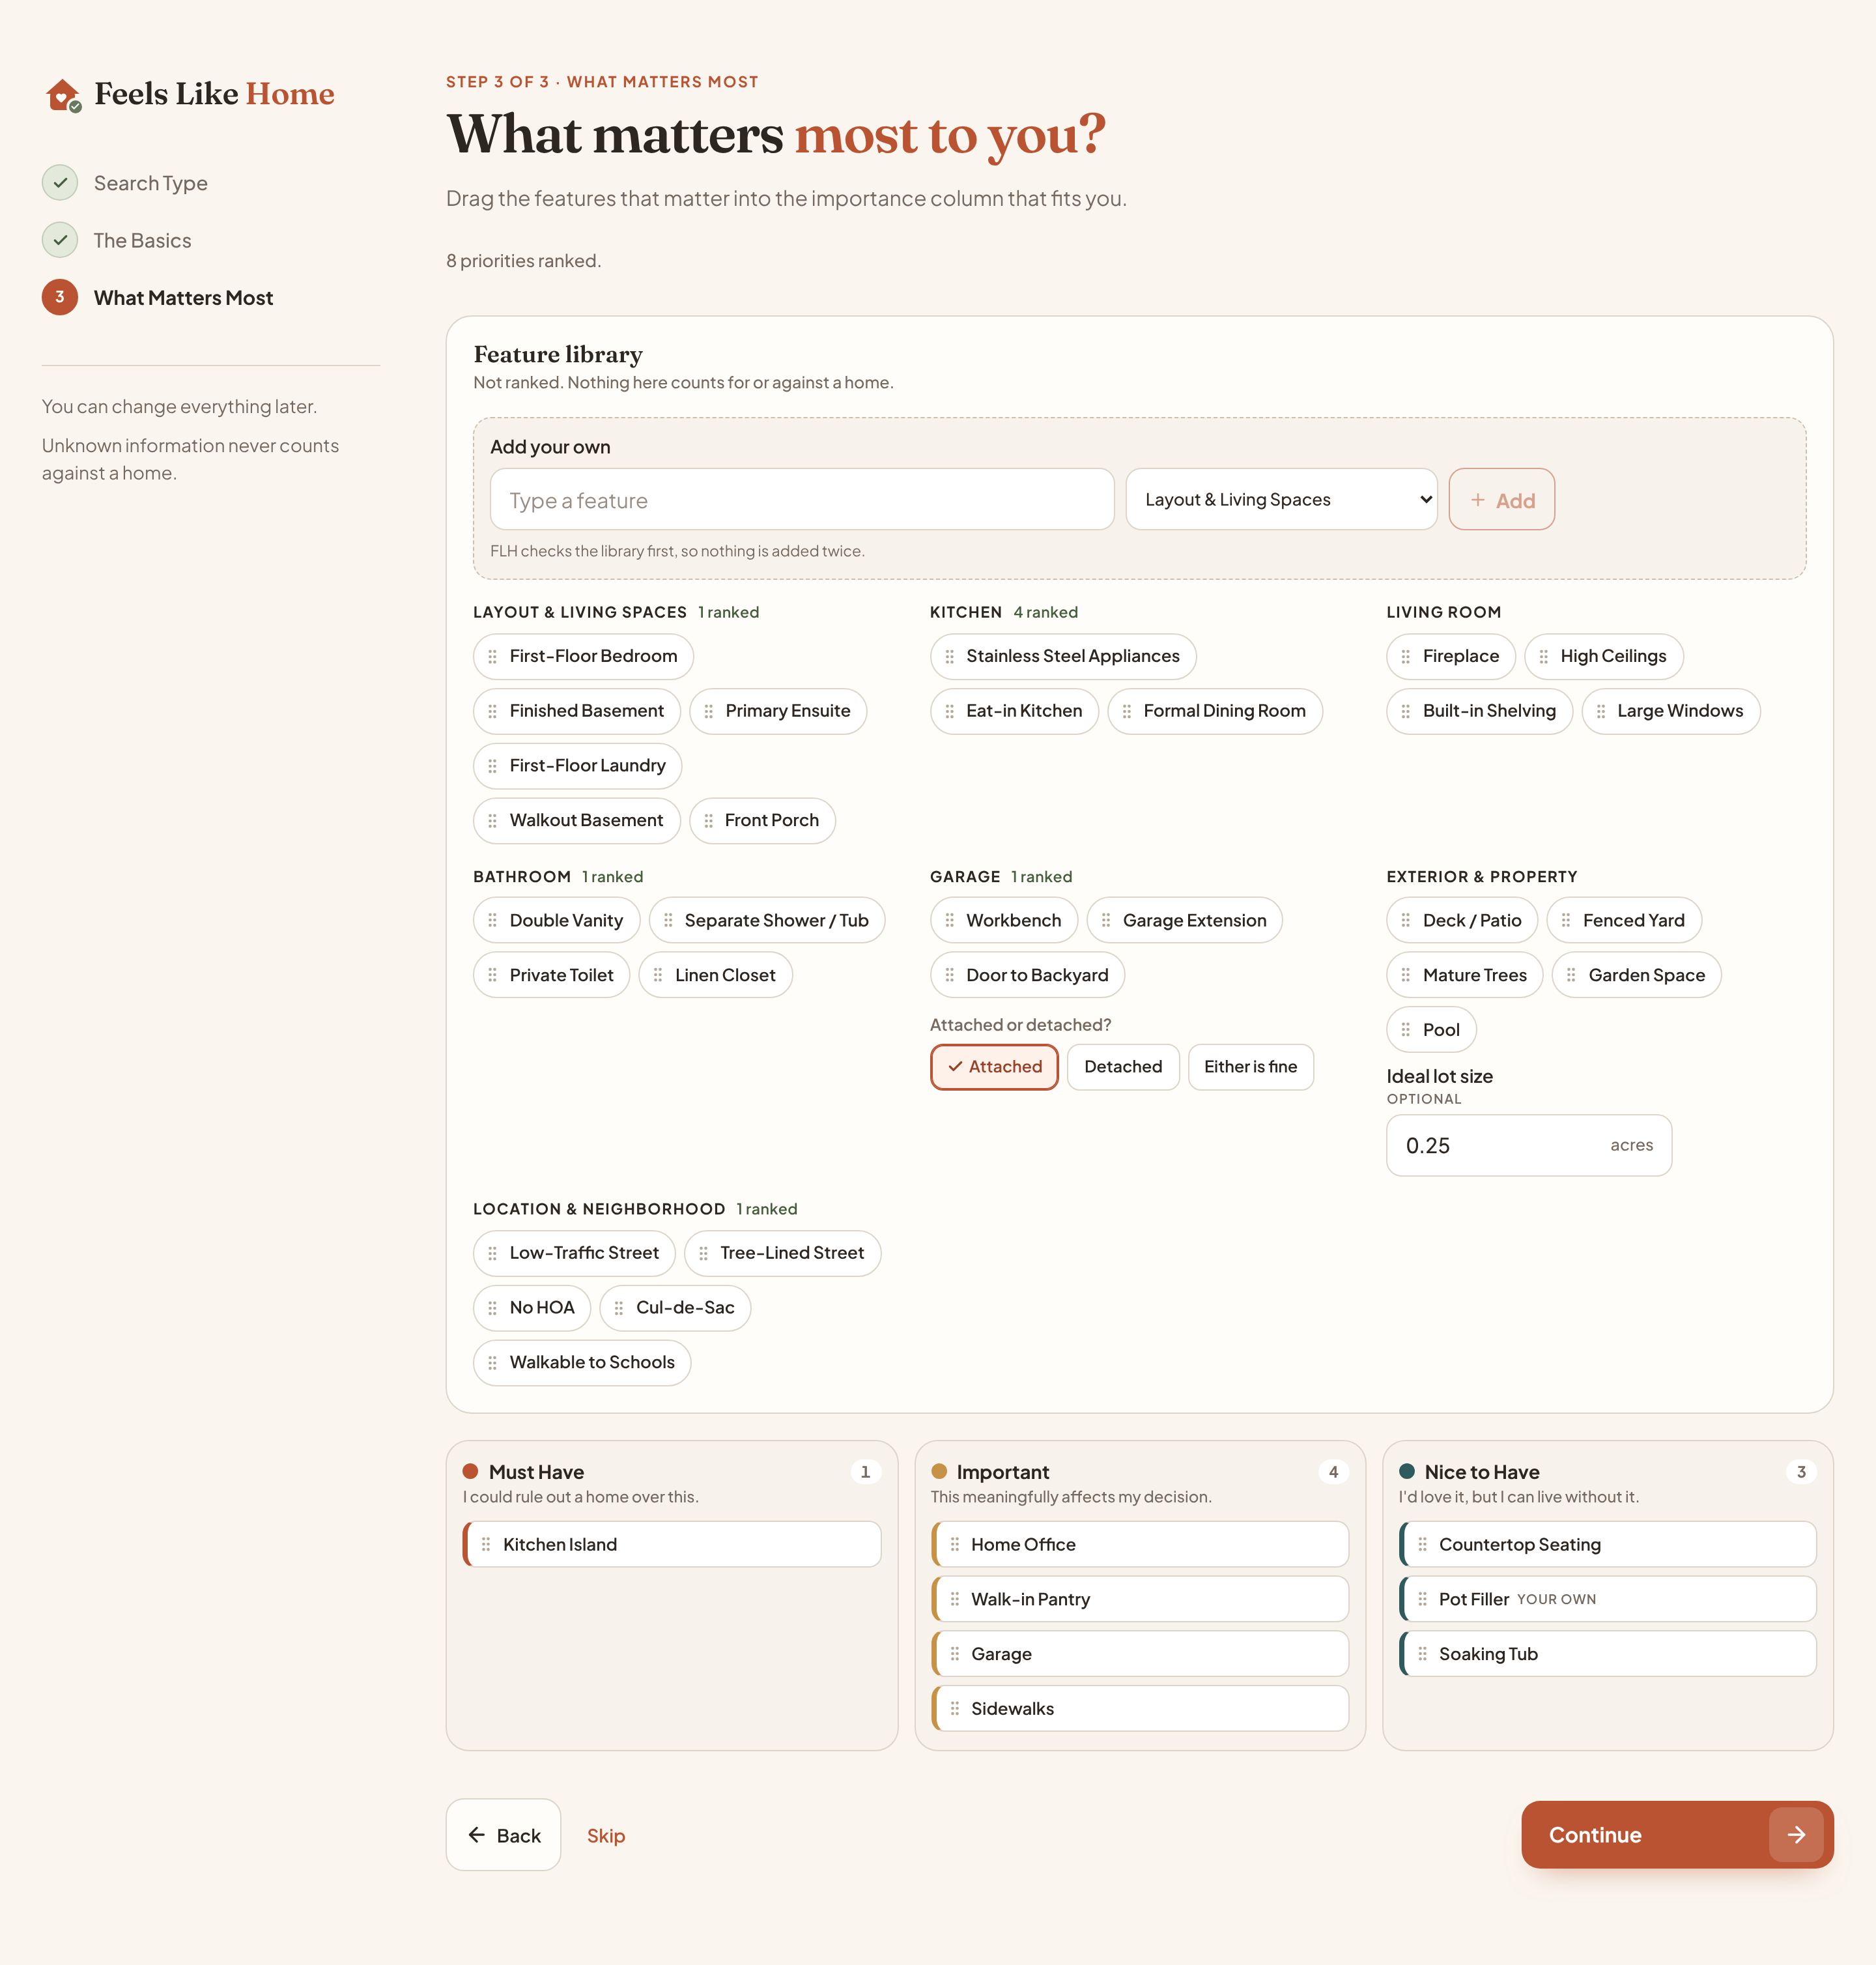 Feels Like Home
Search Type
The Basics
3 What Matters Most
You can change everything later.
Unknown information never counts
against a home.
STEP 3 OF 3 · WHAT MATTERS MOST
What matters most to you?
Drag the features that matter into the importance column that fits you.
8 priorities ranked.
Feature library
Not ranked. Nothing here counts for or against a home.
Add your own
Type a feature
Layout & Living Spaces
+ Add
FLH checks the library first, so nothing is added twice.
LAYOUT & LIVING SPACES 1 ranked
First-Floor Bedroom
Finished Basement Primary Ensuite
First-Floor Laundry
Walkout Basement Front Porch
KITCHEN 4 ranked
Stainless Steel Appliances
Eat-in Kitchen Formal Dining Room
LIVING ROOM
Fireplace High Ceilings
Built-in Shelving Large Windows
BATHROOM 1 ranked
Double Vanity Separate Shower / Tub
Private Toilet Linen Closet
GARAGE 1 ranked
Workbench Garage Extension
Door to Backyard
Attached or detached?
Attached Detached Either is fine
EXTERIOR & PROPERTY
Deck / Patio Fenced Yard
Mature Trees Garden Space
Pool
Ideal lot size
OPTIONAL
0.25 acres
LOCATION & NEIGHBORHOOD 1 ranked
Low-Traffic Street Tree-Lined Street
No HOA Cul-de-Sac
Walkable to Schools
Must Have 1
I could rule out a home over this.
Kitchen Island
Important 4
This meaningfully affects my decision.
Home Office
Walk-in Pantry
Garage
Sidewalks
Nice to Have 3
I'd love it, but I can live without it.
Countertop Seating
Pot Filler YOUR OWN
Soaking Tub
Back
Skip
Continue